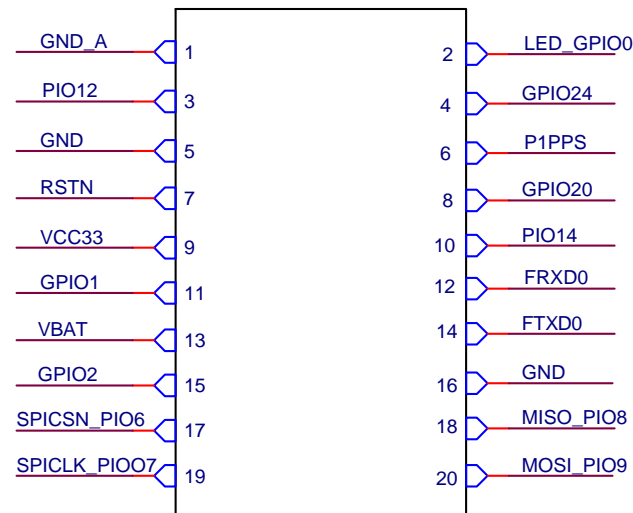 GND_A 1 2 LED_GPIO0
PIO12 3 4 GPIO24
GND 5 6 P1PPS
RSTN 7 8 GPIO20
VCC33 9 10 PIO14
GPIO1 11 12 FRXD0
VBAT 13 14 FTXD0
GPIO2 15 16 GND
SPICSN_PIO6 17 18 MISO_PIO8
SPICLK_PIOO7 19 20 MOSI_PIO9